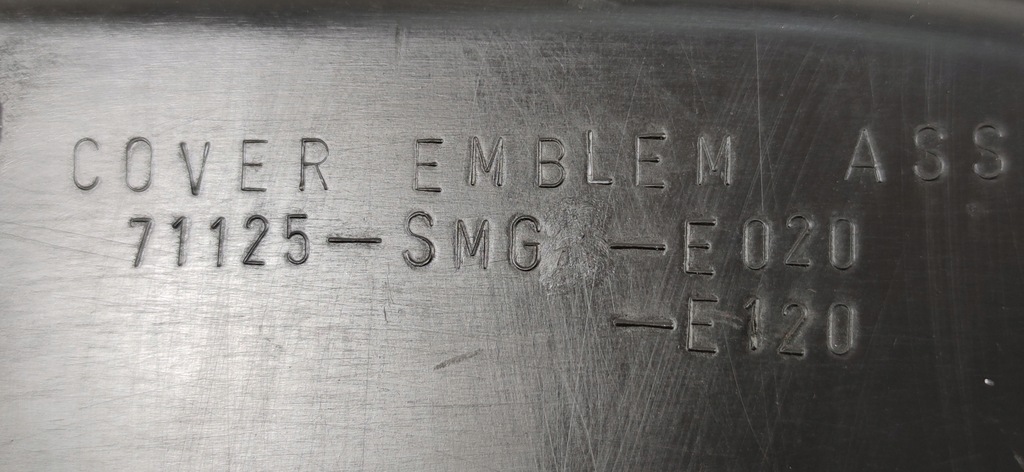 COVER EMBLEM ASS
71125-SMG -E020
-E120